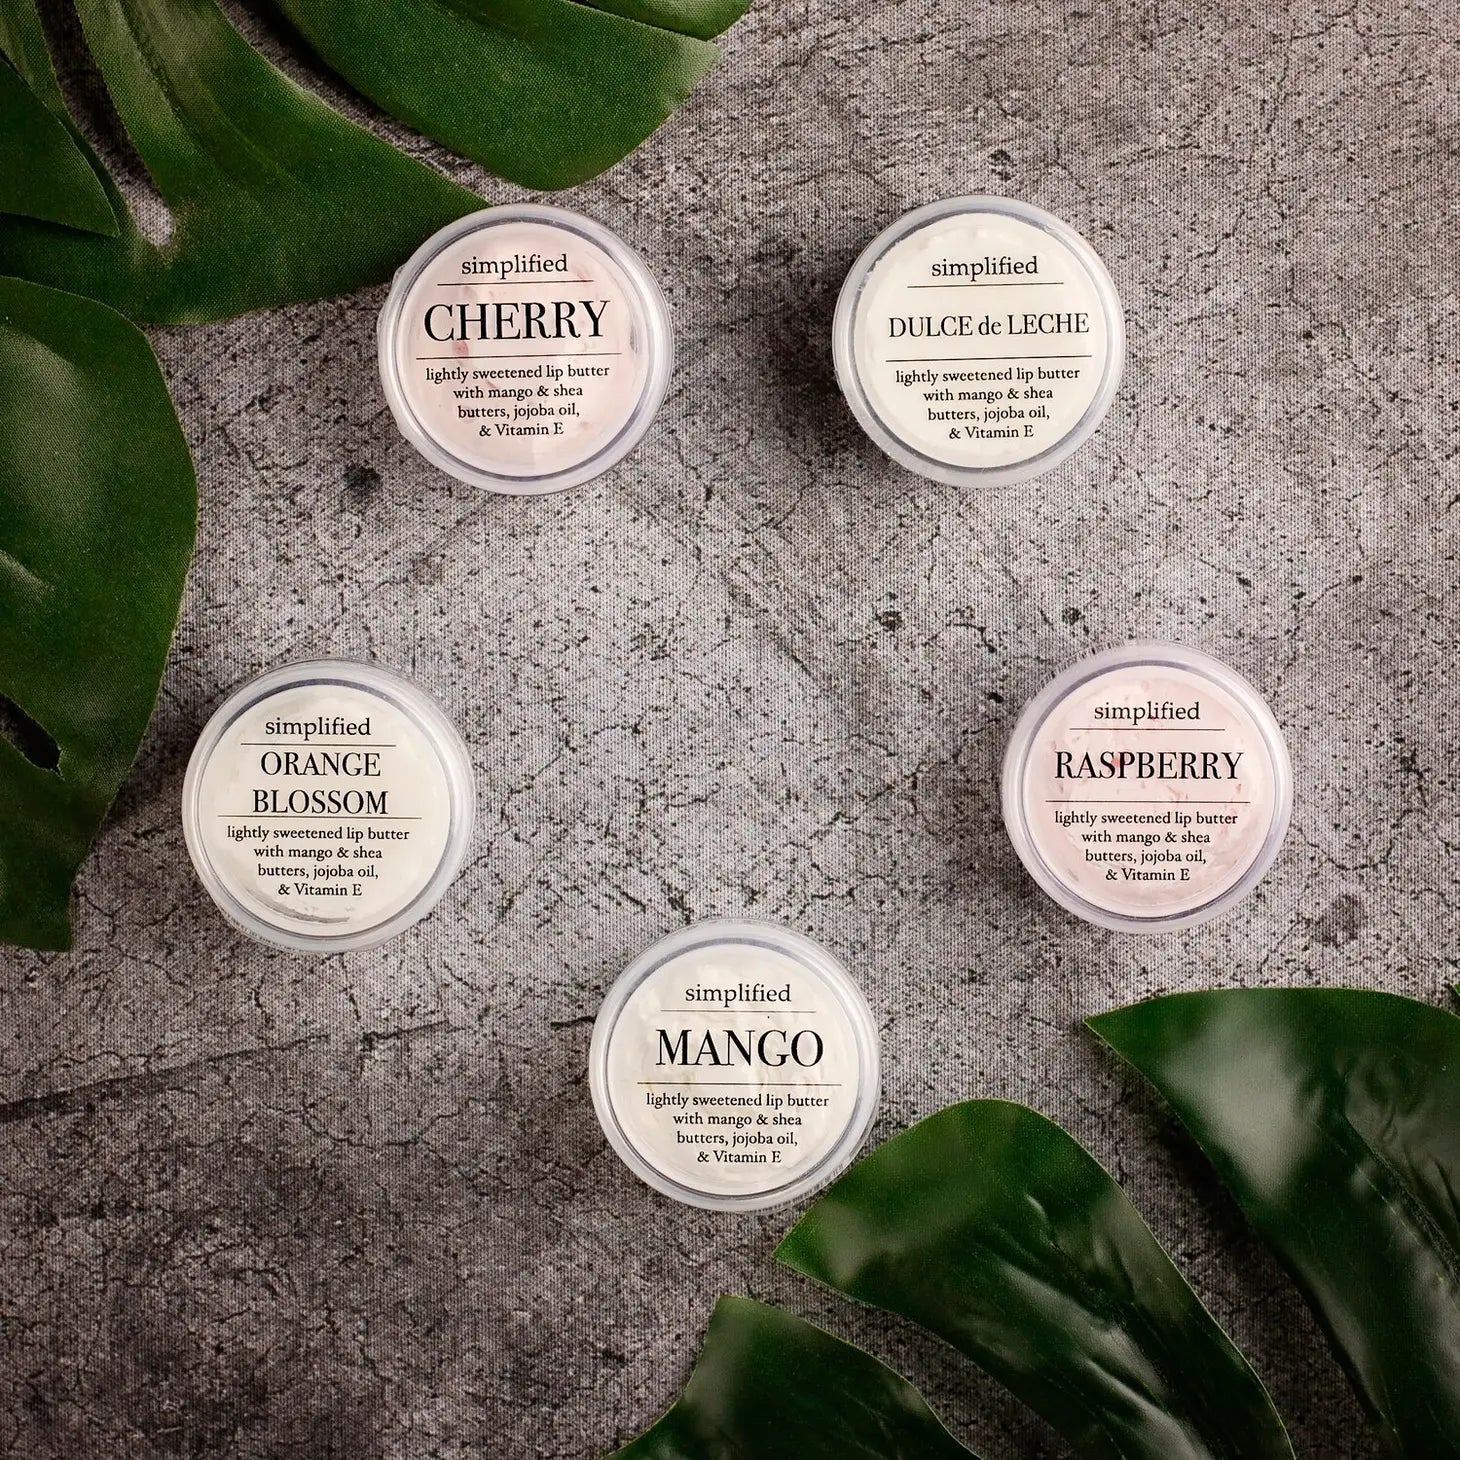 simplified
CHERRY
lightly sweetened lip butter
with mango & shea
butters, jojoba oil,
& Vitamin E
simplified
DULCE de LECHE
lightly sweetened lip butter
with mango & shea
butters, jojoba oil,
& Vitamin E
simplified
ORANGE
BLOSSOM
lightly sweetened lip butter
with mango & shea
butters, jojoba oil,
& Vitamin E
simplified
RASPBERRY
lightly sweetened lip butter
with mango & shea
butters, jojoba oil,
& Vitamin E
simplified
MANGO
lightly sweetened lip butter
with mango & shea
butters, jojoba oil,
& Vitamin E